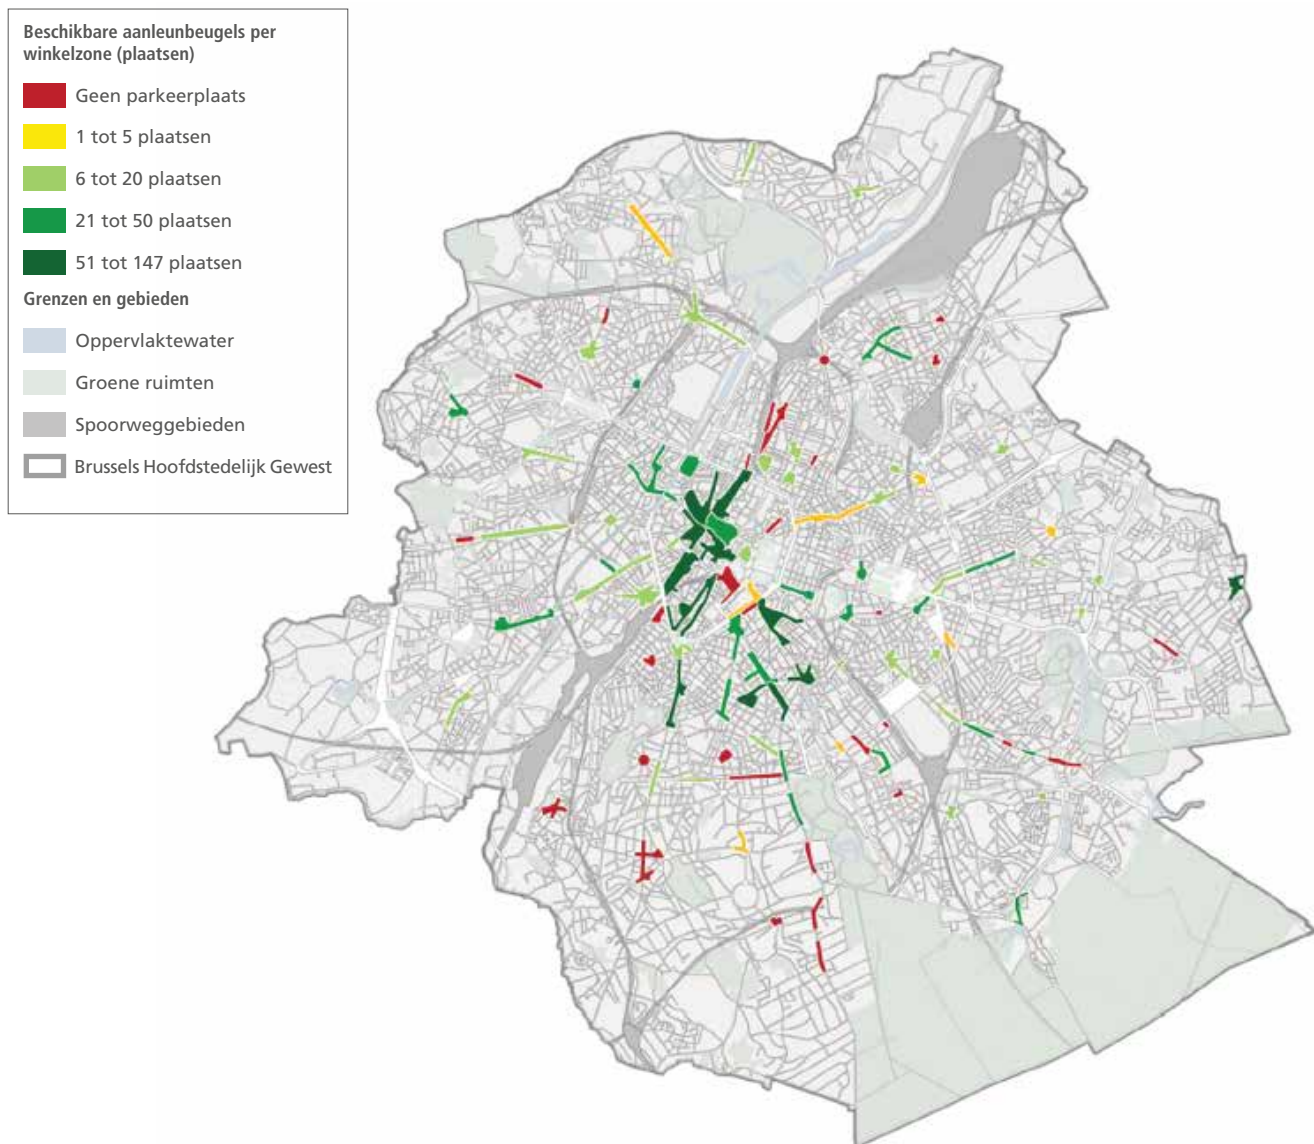 Beschikbare aanleunbeugels per
winkelzone (plaatsen)
Geen parkeerplaats
1 tot 5 plaatsen
6 tot 20 plaatsen
21 tot 50 plaatsen
51 tot 147 plaatsen
Grenzen en gebieden
Oppervlaktewater
Groene ruimten
Spoorweggebieden
Brussels Hoofdstedelijk Gewest